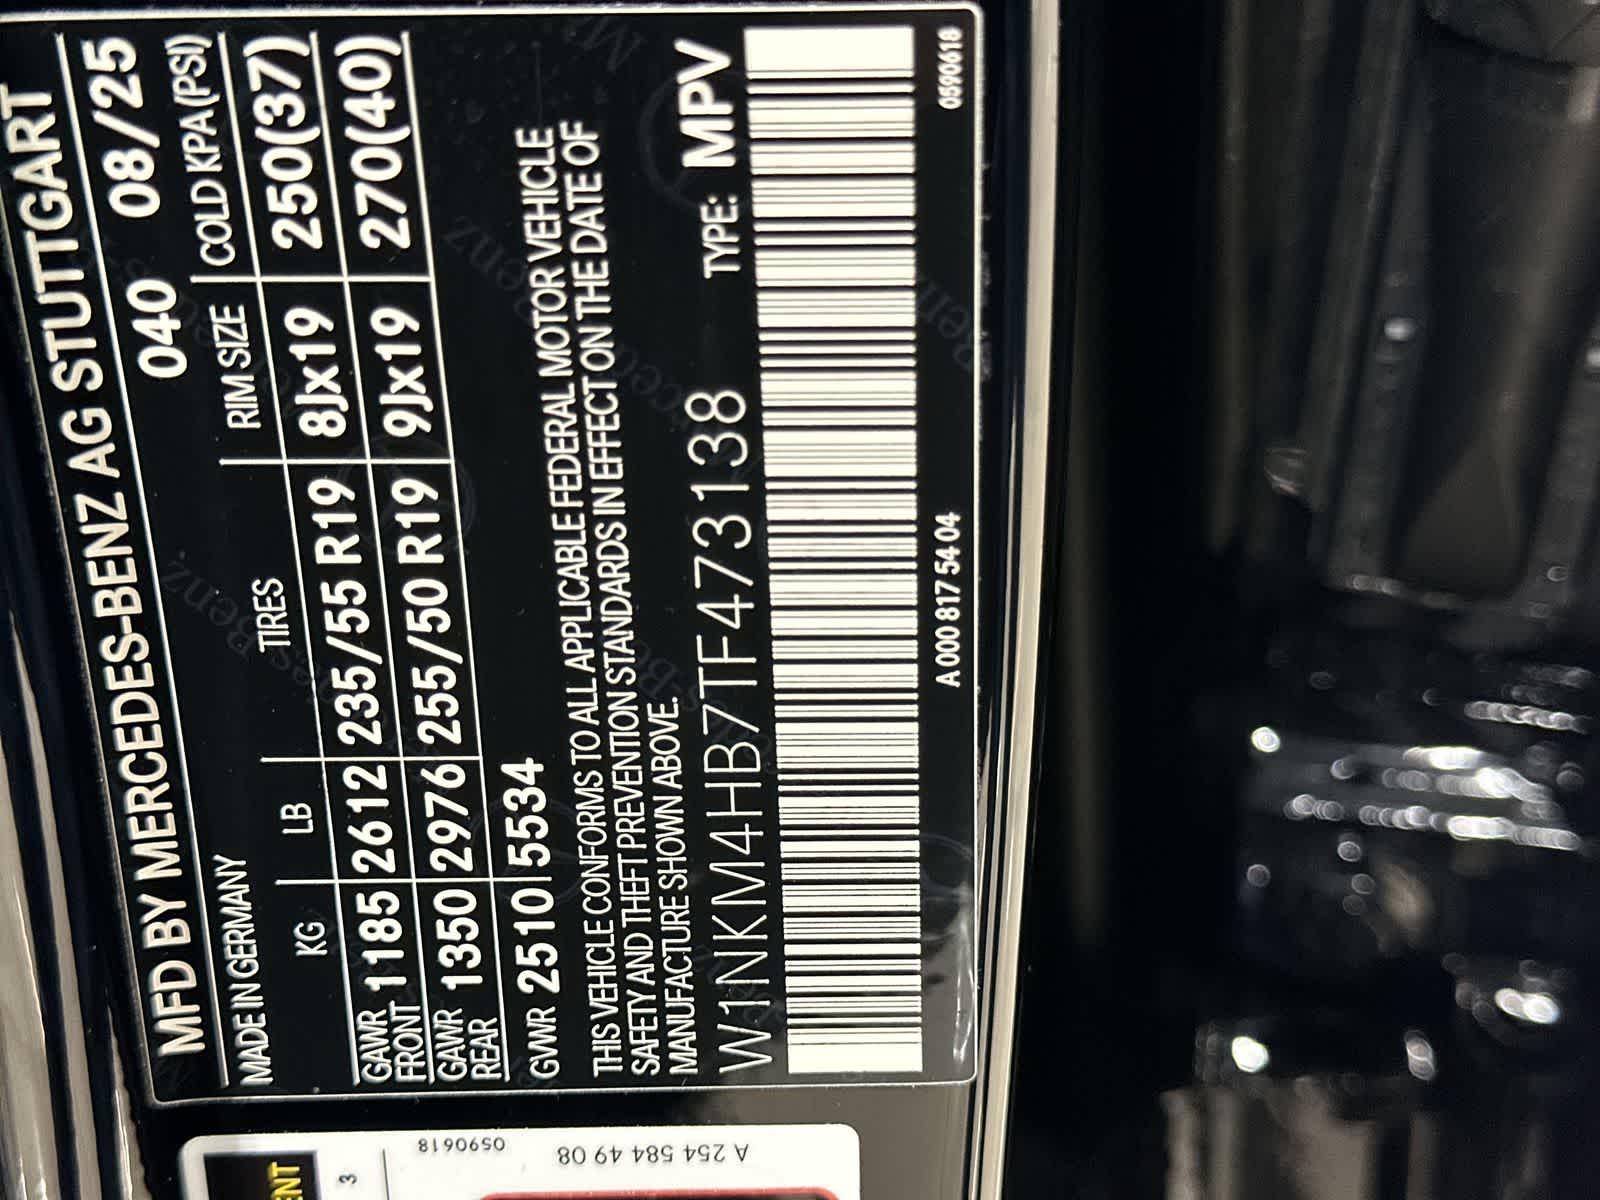 MFD BY MERCEDES-BENZ AG STUTTGART
MADE IN GERMANY 040 08/25
KG LB TIRES RIM SIZE COLD KPA(PSI)
GAWR FRONT 1185 2612 235/55 R19 8Jx19 250(37)
GAWR REAR 1350 2976 255/50 R19 9Jx19 270(40)
GVWR 2510 5534
THIS VEHICLE CONFORMS TO ALL APPLICABLE FEDERAL MOTOR VEHICLE
SAFETY AND THEFT PREVENTION STANDARDS IN EFFECT ON THE DATE OF
MANUFACTURE SHOWN ABOVE.
W1NKM4HB7TF473138 TYPE: MPV
A 000 817 54 04 0590618
ENT
3
0590618
A 254 584 49 08